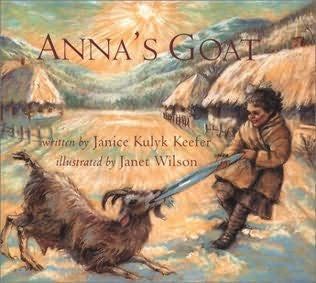 ANNA'S GOAT
written by Janice Kulyk Keefer
illustrated by Janet Wilson